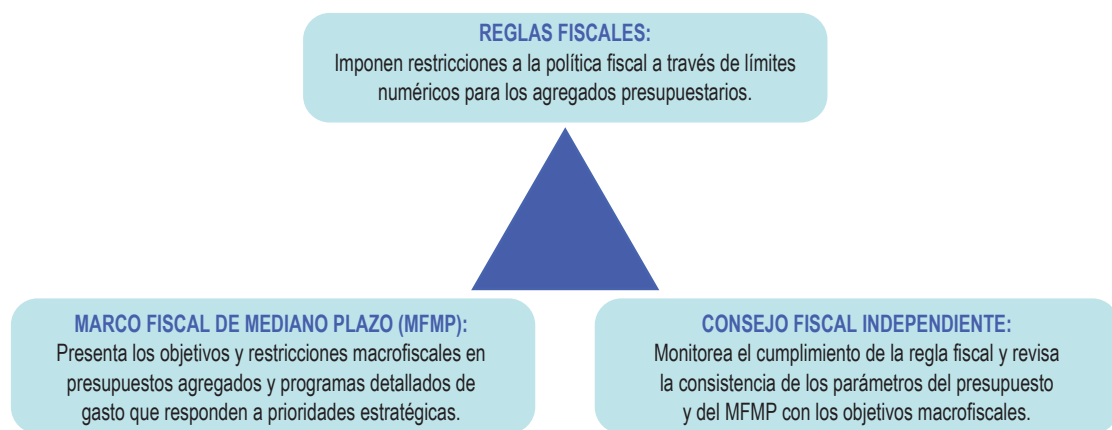 REGLAS FISCALES:
Imponen restricciones a la política fiscal a través de límites
numéricos para los agregados presupuestarios.
MARCO FISCAL DE MEDIANO PLAZO (MFMP):
Presenta los objetivos y restricciones macrofiscales en
presupuestos agregados y programas detallados de
gasto que responden a prioridades estratégicas.
CONSEJO FISCAL INDEPENDIENTE:
Monitorea el cumplimiento de la regla fiscal y revisa
la consistencia de los parámetros del presupuesto
y del MFMP con los objetivos macrofiscales.